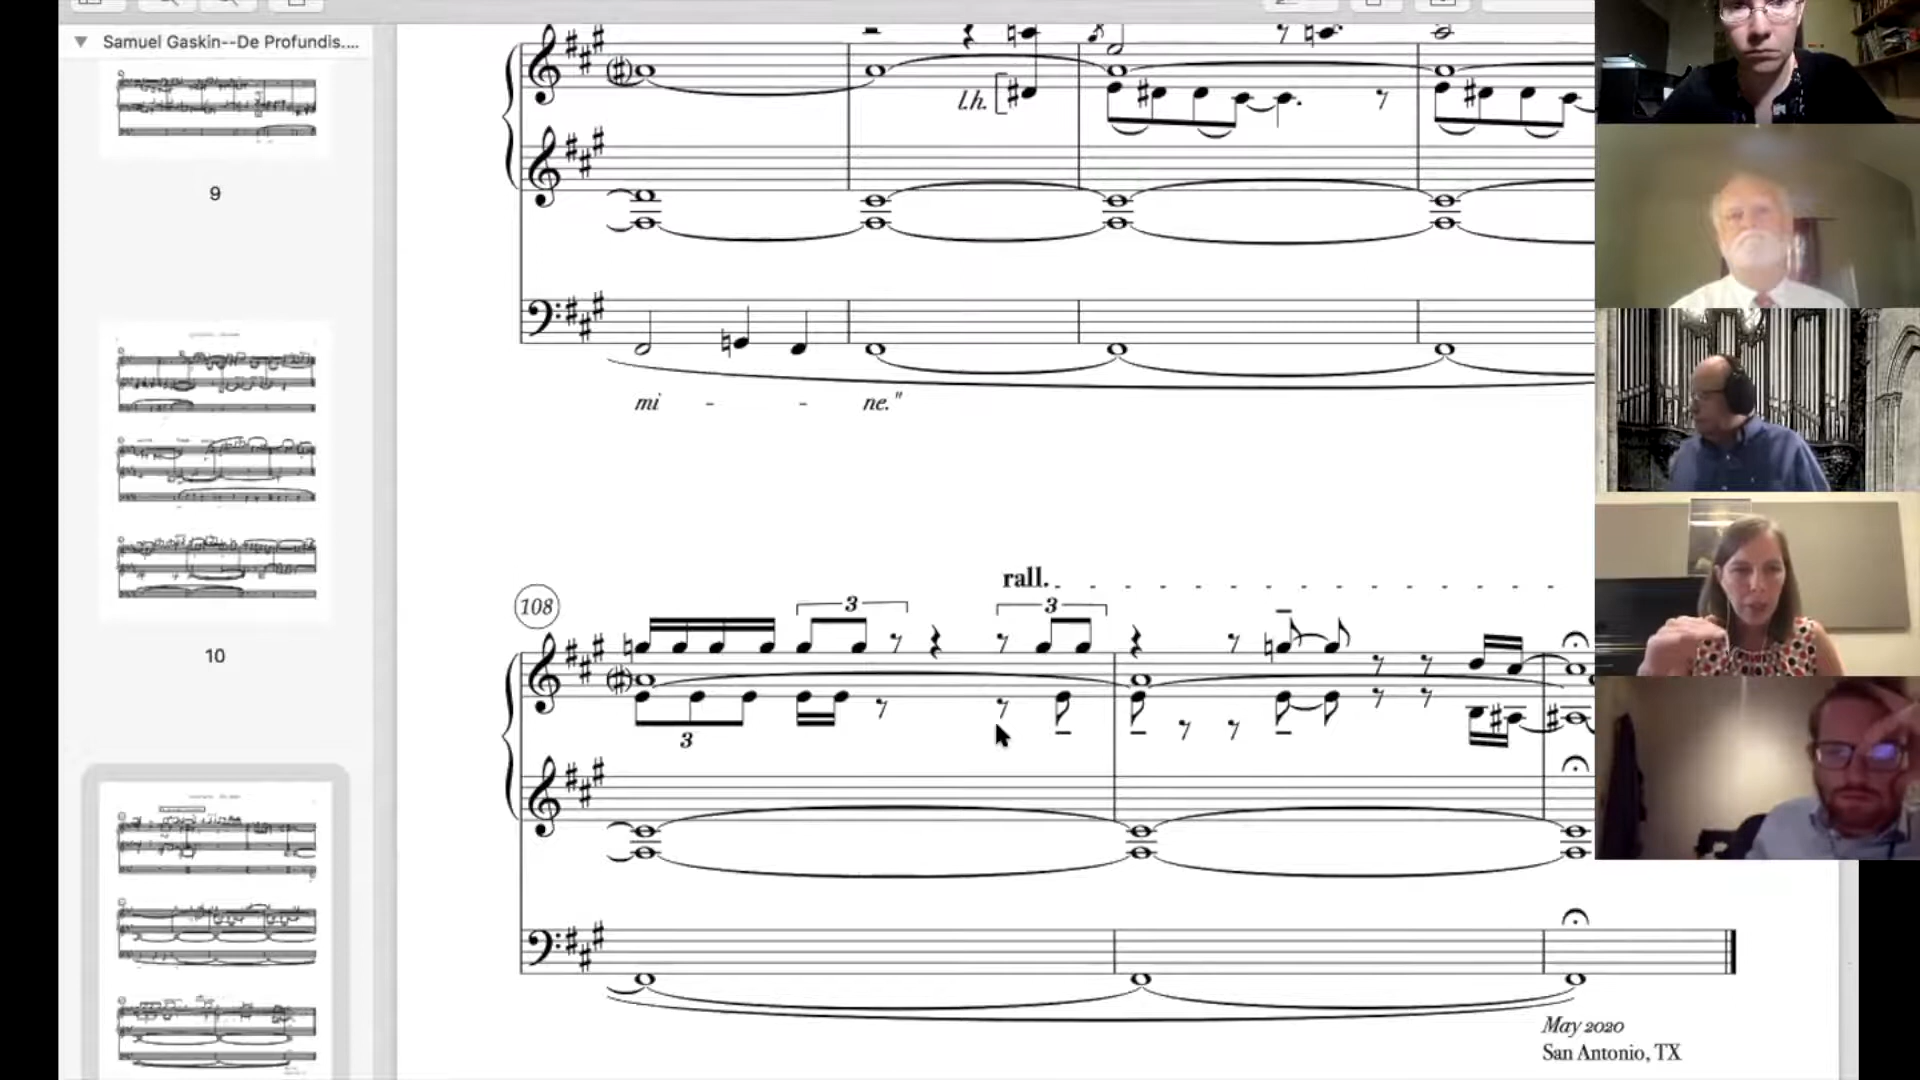 Samuel Gaskin--De Profundis....
9
10
l.h.
mi - - ne."
rall.
108
3
3
3
May 2020
San Antonio, TX